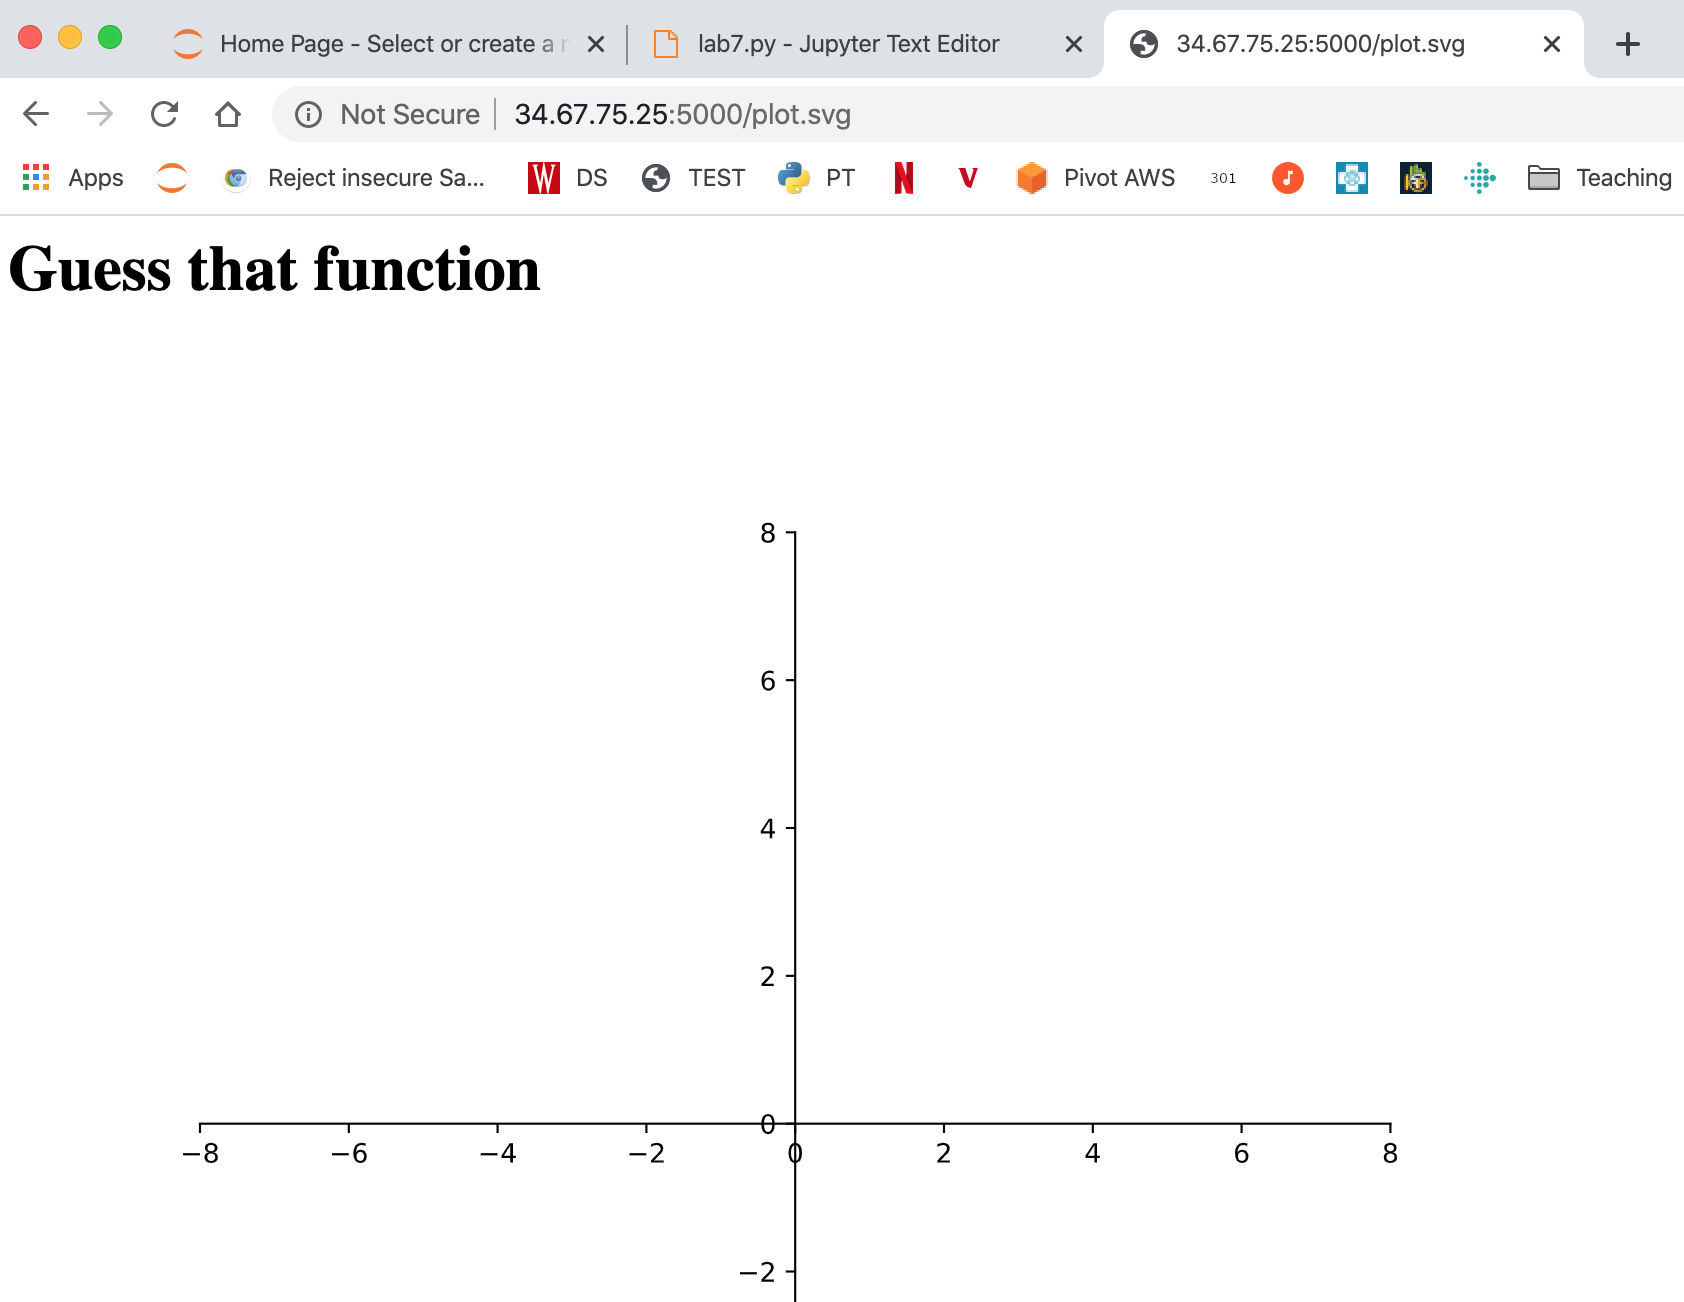 Home Page - Select or create a
lab7.py - Jupyter Text Editor
34.67.75.25:5000/plot.svg
Not Secure
34.67.75.25:5000/plot.svg
Apps
Reject insecure Sa...
W
DS
TEST
PT
N
V
Pivot AWS
301
Teaching
Guess that function
8
6
4
2
0
−8 −6 −4 −2 0 2 4 6 8
−2